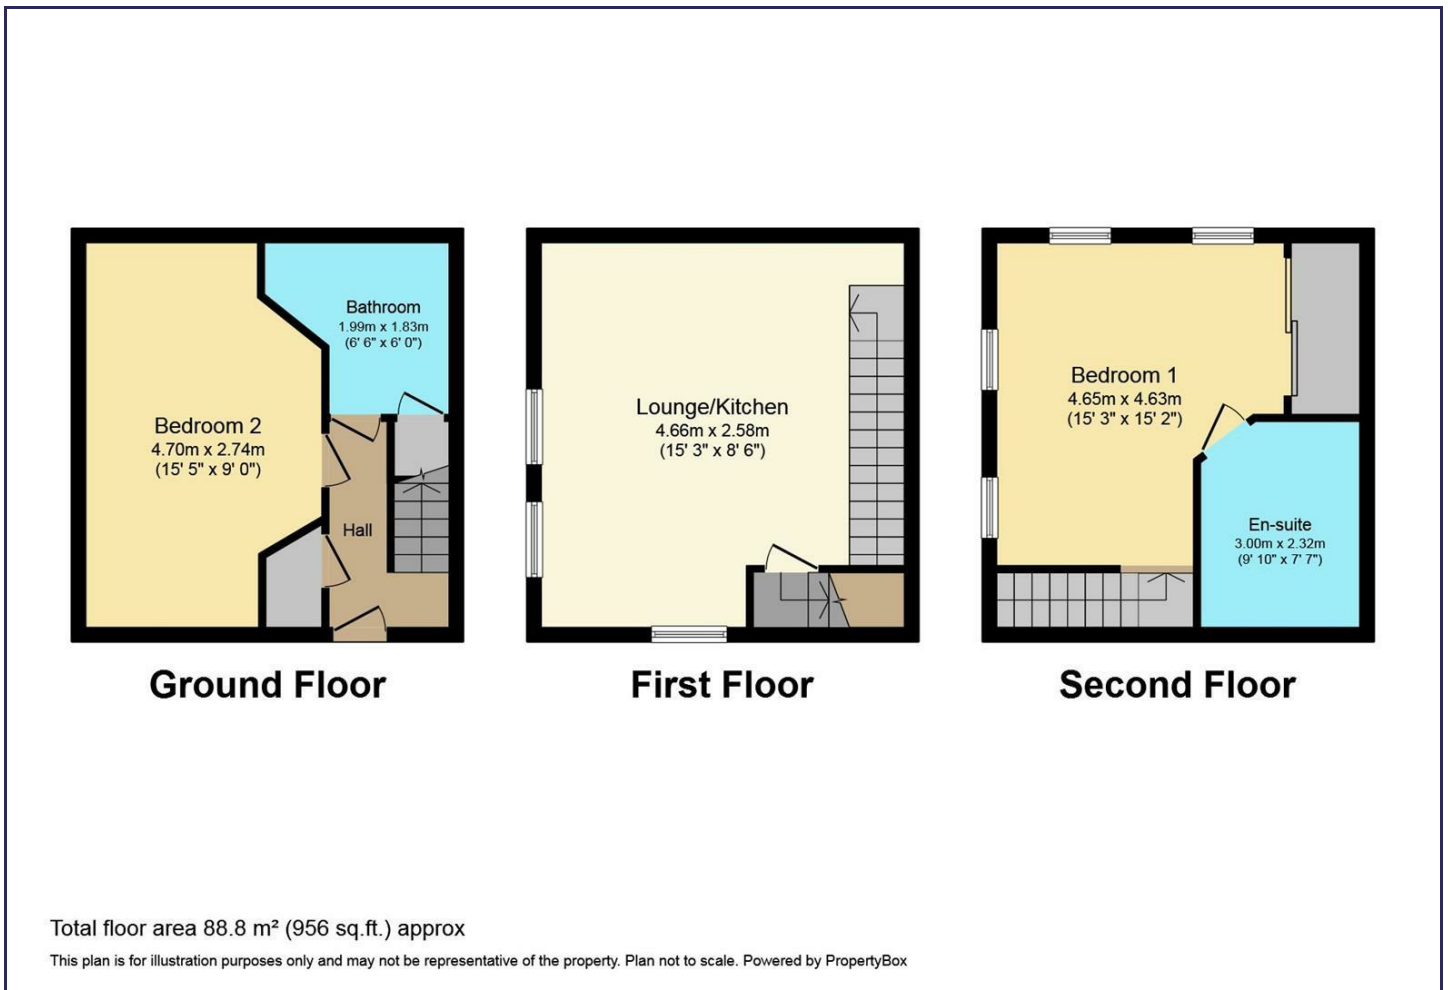 Bathroom
1.99m x 1.83m
(6' 6" x 6' 0")
Bedroom 2
4.70m x 2.74m
(15' 5" x 9' 0")
Hall
Ground Floor
Lounge/Kitchen
4.66m x 2.58m
(15' 3" x 8' 6")
First Floor
Bedroom 1
4.65m x 4.63m
(15' 3" x 15' 2")
En-suite
3.00m x 2.32m
(9' 10" x 7' 7")
Second Floor
Total floor area 88.8 m² (956 sq.ft.) approx
This plan is for illustration purposes only and may not be representative of the property. Plan not to scale. Powered by PropertyBox